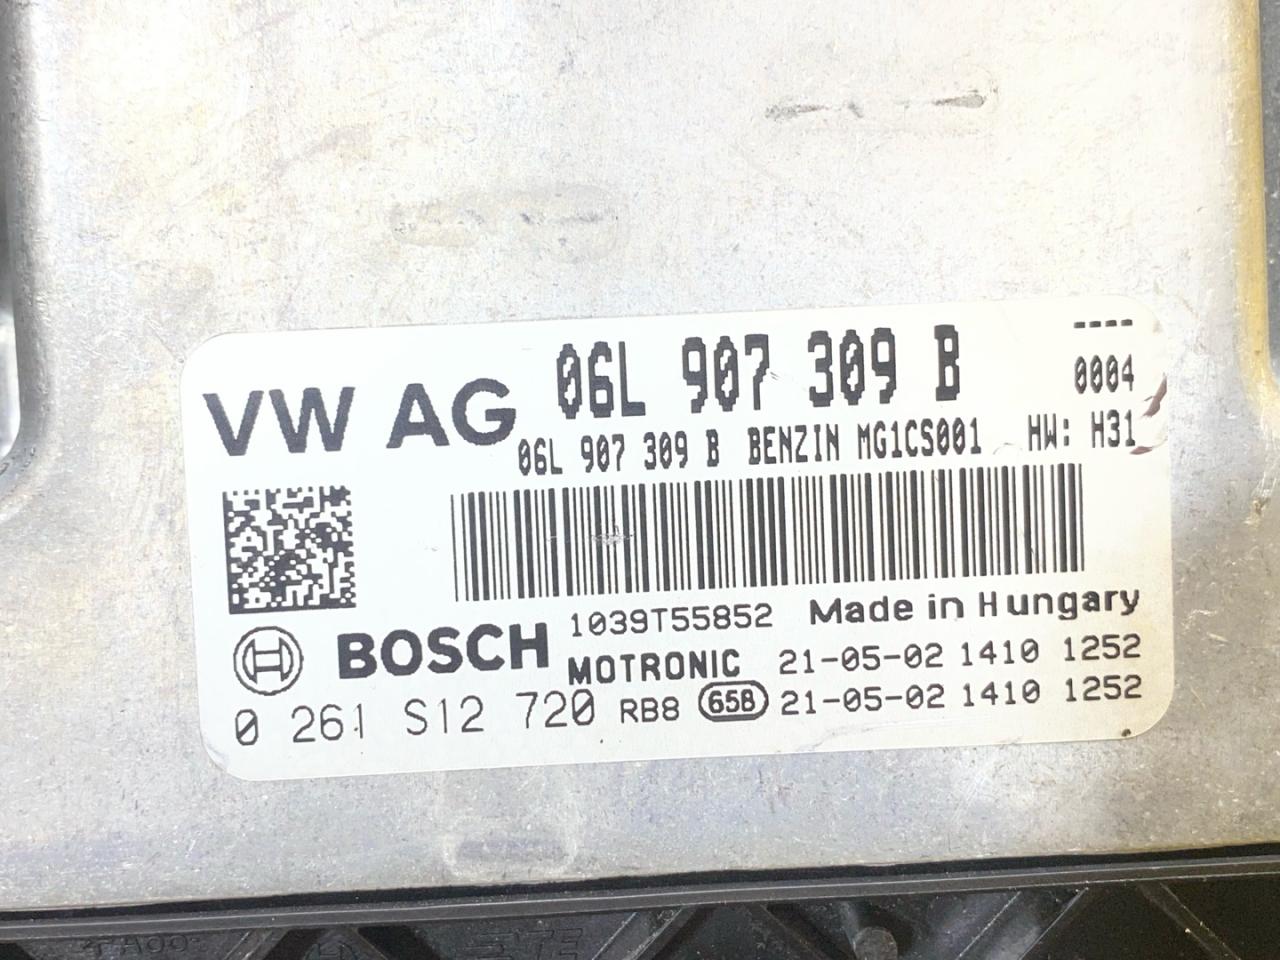 VW AG 06L 907 309 B ----
0004
06L 907 309 B BENZIN MG1CS001 HW: H31
1039T55852 Made in Hungary
BOSCH MOTRONIC 21-05-02 1410 1252
0 261 S12 720 RB8 65B 21-05-02 1410 1252